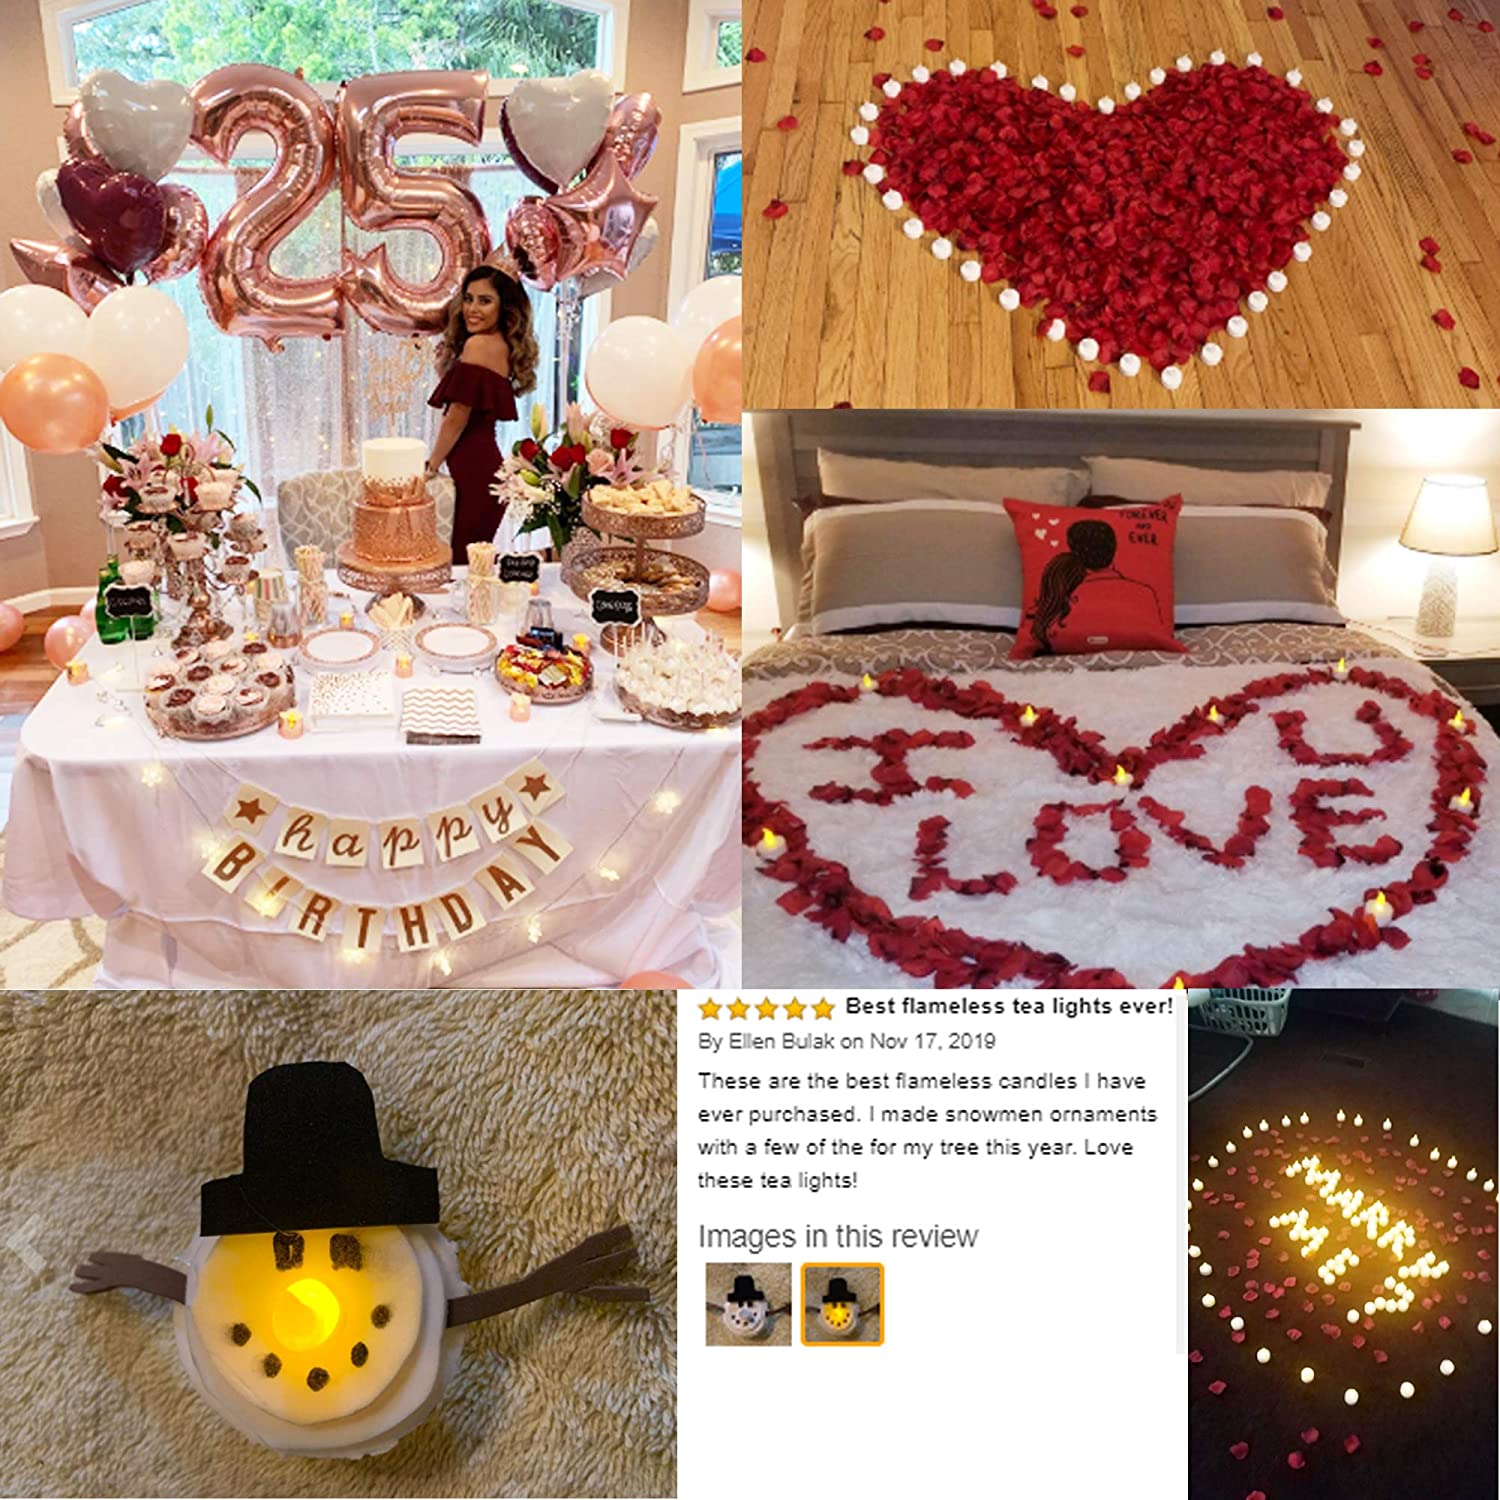 25
happy
BIRTHDAY
FOREVER
AND
EVER
I U
LOVE
Best flameless tea lights ever!
By Ellen Bulak on Nov 17, 2019
These are the best flameless candles I have
ever purchased. I made snowmen ornaments
with a few of the for my tree this year. Love
these tea lights!
Images in this review
MARRY
ME